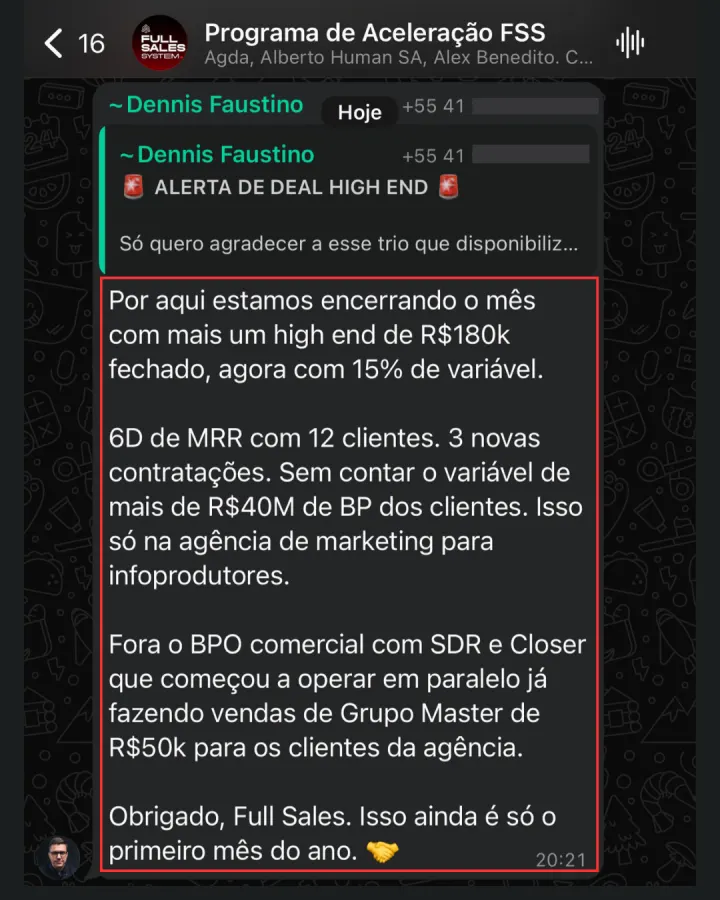 16
FULL
SALES
SYSTEM
Programa de Aceleração FSS
Agda, Alberto Human SA, Alex Benedito. C...
~Dennis Faustino
+55 41
Hoje
~Dennis Faustino
+55 41
🚨 ALERTA DE DEAL HIGH END 🚨
Só quero agradecer a esse trio que disponibiliz...
Por aqui estamos encerrando o mês
com mais um high end de R$180k
fechado, agora com 15% de variável.
6D de MRR com 12 clientes. 3 novas
contratações. Sem contar o variável de
mais de R$40M de BP dos clientes. Isso
só na agência de marketing para
infoprodutores.
Fora o BPO comercial com SDR e Closer
que começou a operar em paralelo já
fazendo vendas de Grupo Master de
R$50k para os clientes da agência.
Obrigado, Full Sales. Isso ainda é só o
primeiro mês do ano. 🤝
20:21